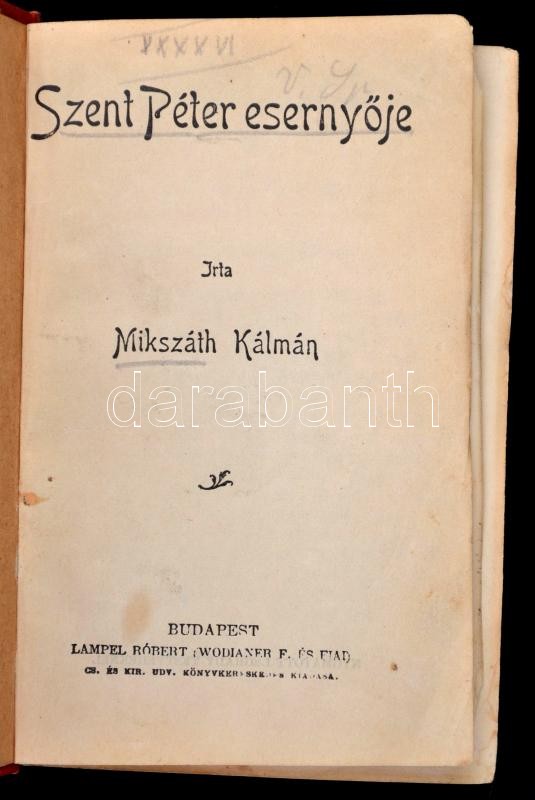 XXXXVI
Szent Péter esernyője
Irta
Mikszáth Kálmán
darabanth
BUDAPEST
LAMPEL RÓBERT (WODIANER F. ÉS FIAI)
CS. ÉS KIR. UDV. KÖNYVKERESKEDÉS KIADÁSA.